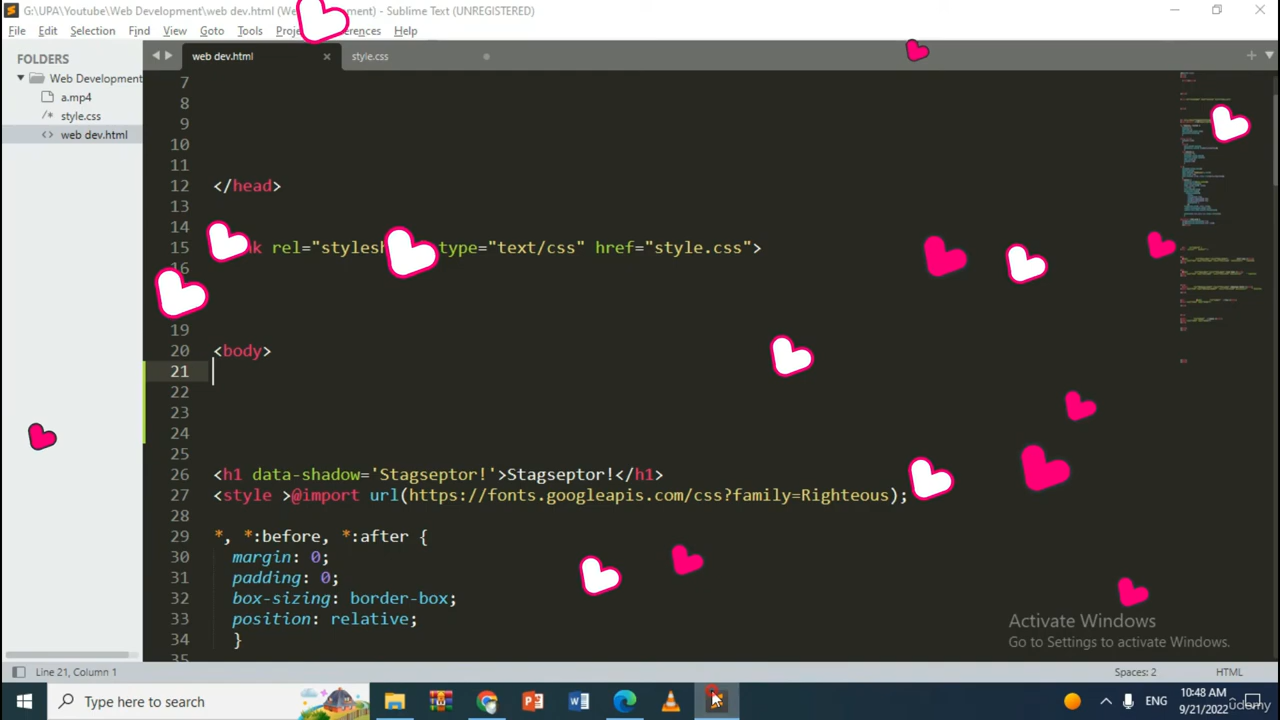 G:\UPA\Youtube\Web Development\web dev.html (We Development) - Sublime Text (UNREGISTERED)
File Edit Selection Find View Goto Tools Preferences Help
FOLDERS
Web Development
a.mp4
/* style.css
<> web dev.html
web dev.html
style.css
7
8
9
10
11
12 </head>
13
14
15 rel= type="text/css" href="style.css">
16
19
20 <body>
21
22
23
24
25
26 <h1 data-shadow='Stagseptor!'>Stagseptor!</h1>
27 <style >@import url(https://fonts.googleapis.com/css?family=Righteous);
28
29 *, *:before, *:after {
30 margin: 0;
31 padding: 0;
32 box-sizing: border-box;
33 position: relative;
34 }
35
Activate Windows
Go to Settings to activate Windows.
Line 21, Column 1
Spaces: 2
HTML
Type here to search
ENG
10:48 AM
9/21/2022
Udemy